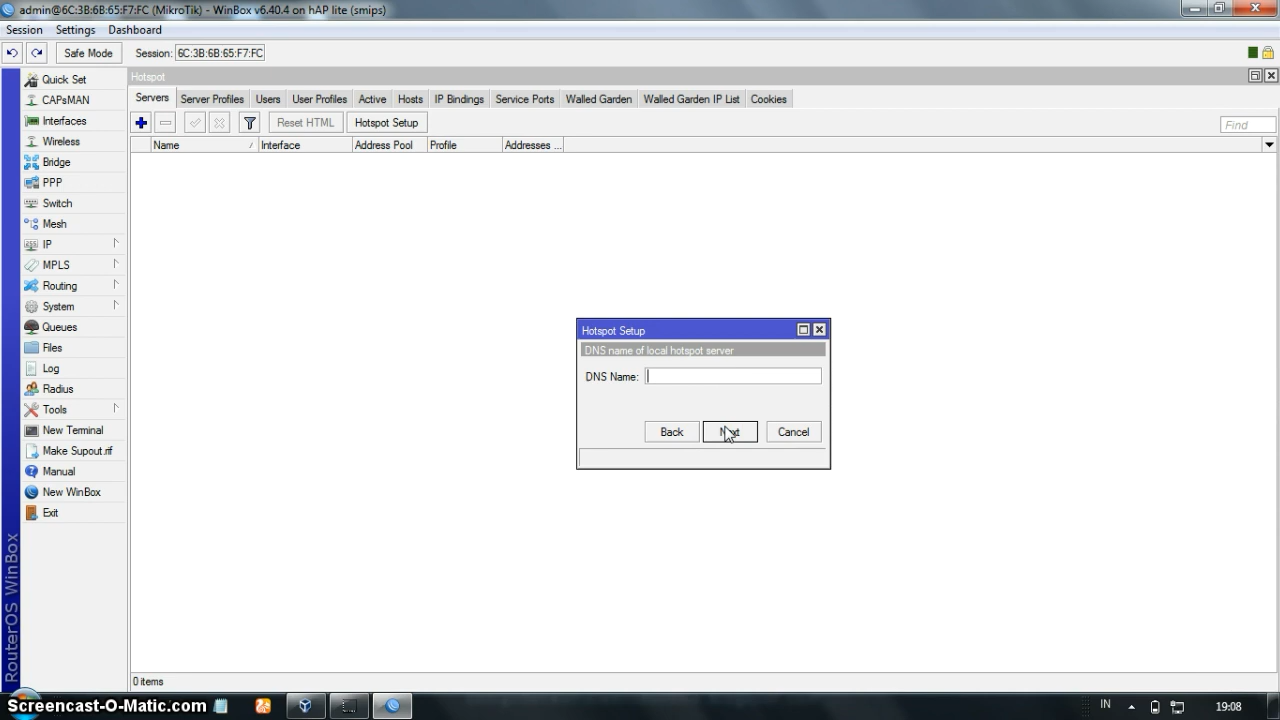 admin@6C:3B:6B:65:F7:FC (MikroTik) - WinBox v6.40.4 on hAP lite (smips)
Session Settings Dashboard
Safe Mode Session: 6C:3B:6B:65:F7:FC
Quick Set
CAPsMAN
Interfaces
Wireless
Bridge
PPP
Switch
Mesh
IP
MPLS
Routing
System
Queues
Files
Log
Radius
Tools
New Terminal
Make Supout.rif
Manual
New WinBox
Exit
RouterOS WinBox
Hotspot
Servers Server Profiles Users User Profiles Active Hosts IP Bindings Service Ports Walled Garden Walled Garden IP List Cookies
Reset HTML Hotspot Setup Find
Name Interface Address Pool Profile Addresses ...
Hotspot Setup
DNS name of local hotspot server
DNS Name:
Back Next Cancel
0 items
Screencast-O-Matic.com IN 19:08